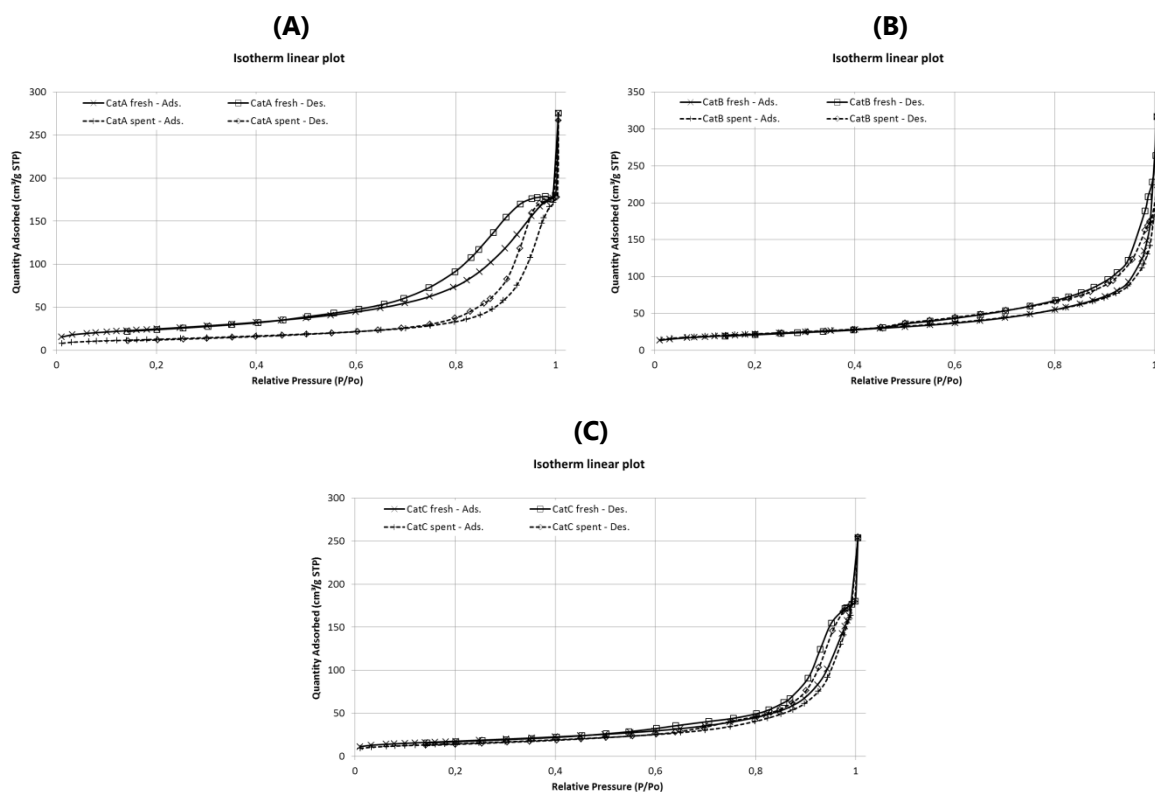 (A)
Isotherm linear plot
CatA fresh - Ads.
CatA fresh - Des.
CatA spent - Ads.
CatA spent - Des.
Quantity Adsorbed (cm³/g STP)
300
250
200
150
100
50
0
0 0,2 0,4 0,6 0,8 1
Relative Pressure (P/Po)
(B)
Isotherm linear plot
CatB fresh - Ads.
CatB fresh - Des.
CatB spent - Ads.
CatB spent - Des.
Quantity Adsorbed (cm³/g STP)
350
300
250
200
150
100
50
0
0 0,2 0,4 0,6 0,8 1
Relative Pressure (P/Po)
(C)
Isotherm linear plot
CatC fresh - Ads.
CatC fresh - Des.
CatC spent - Ads.
CatC spent - Des.
Quantity Adsorbed (cm³/g STP)
300
250
200
150
100
50
0
0 0,2 0,4 0,6 0,8 1
Relative Pressure (P/Po)